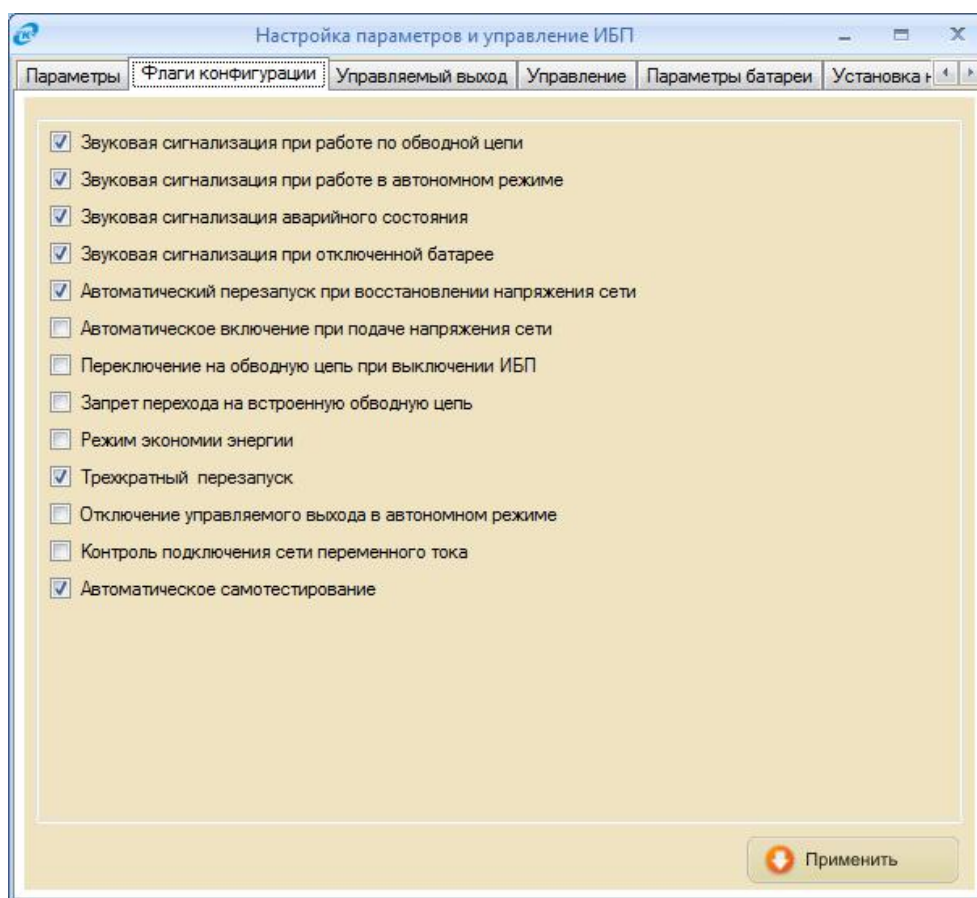 Настройка параметров и управление ИБП
Параметры Флаги конфигурации Управляемый выход Управление Параметры батареи Установка
Звуковая сигнализация при работе по обводной цепи
Звуковая сигнализация при работе в автономном режиме
Звуковая сигнализация аварийного состояния
Звуковая сигнализация при отключенной батарее
Автоматический перезапуск при восстановлении напряжения сети
Автоматическое включение при подаче напряжения сети
Переключение на обводную цепь при выключении ИБП
Запрет перехода на встроенную обводную цепь
Режим экономии энергии
Трехкратный перезапуск
Отключение управляемого выхода в автономном режиме
Контроль подключения сети переменного тока
Автоматическое самотестирование
Применить